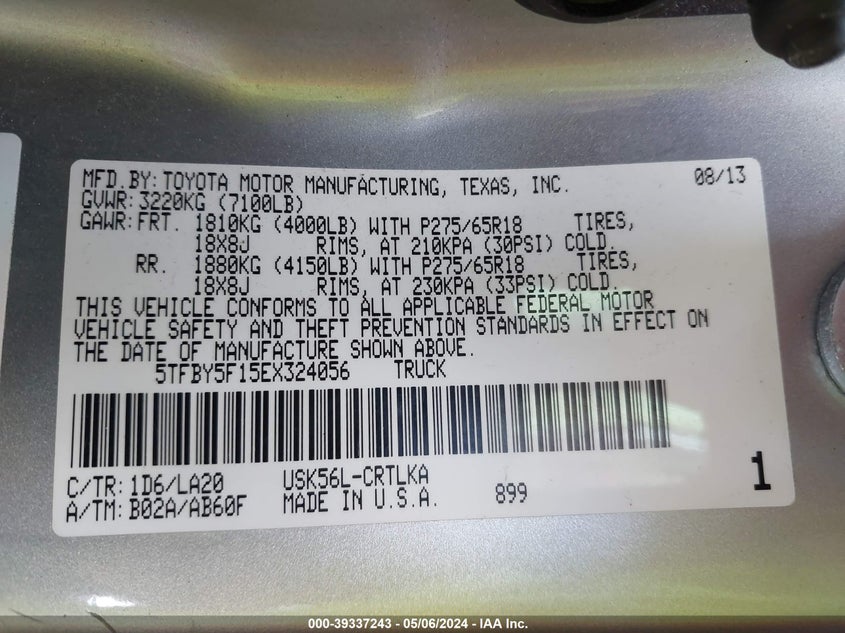 MFD.BY: TOYOTA MOTOR MANUFACTURING, TEXAS, INC. 08/13
GVWR: 3220KG (7100LB)
GAWR: FRT. 1810KG (4000LB) WITH P275/65R18 TIRES,
18X8J RIMS, AT 210KPA (30PSI) COLD.
RR. 1880KG (4150LB) WITH P275/65R18 TIRES,
18X8J RIMS, AT 230KPA (33PSI) COLD.
THIS VEHICLE CONFORMS TO ALL APPLICABLE FEDERAL MOTOR
VEHICLE SAFETY AND THEFT PREVENTION STANDARDS IN EFFECT ON
THE DATE OF MANUFACTURE SHOWN ABOVE.
5TFBY5F15EX324056 TRUCK
C/TR: 1D6/LA20 USK56L-CRTLKA
A/TM: B02A/AB60F MADE IN U.S.A. 899 1
000-39337243 - 05/06/2024 - IAA Inc.